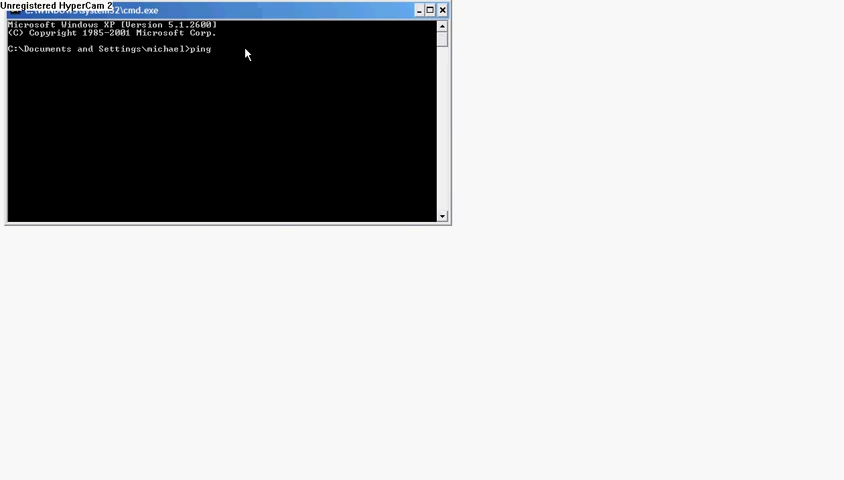 Unregistered HyperCam 2
\cmd.exe
Microsoft Windows XP [Version 5.1.2600]
(C) Copyright 1985-2001 Microsoft Corp.
C:\Documents and Settings\michael>ping